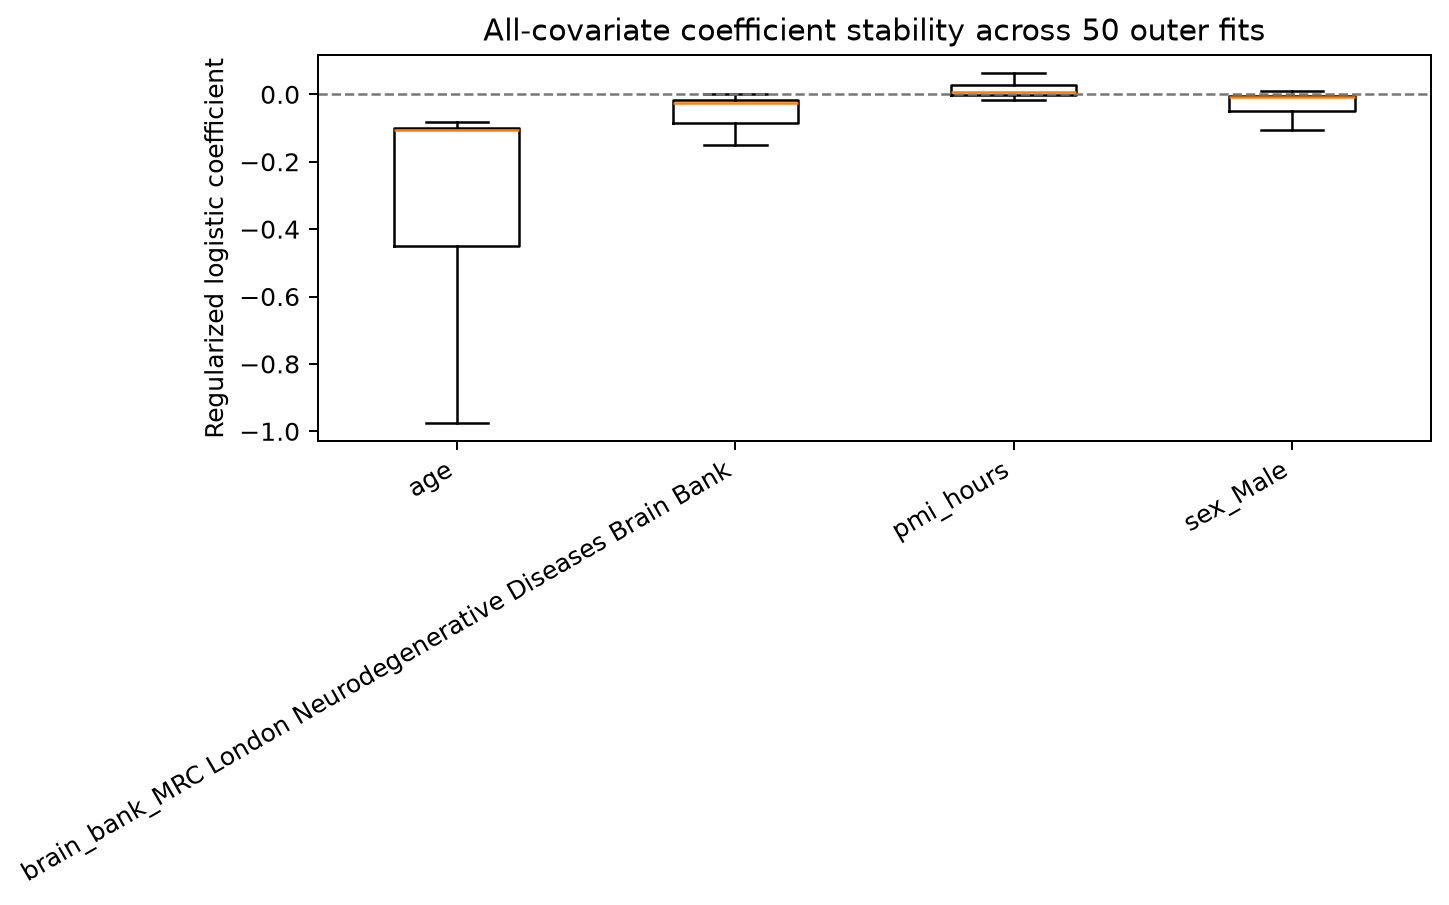 All-covariate coefficient stability across 50 outer fits
Regularized logistic coefficient
0.0
−0.2
−0.4
−0.6
−0.8
−1.0
age
brain_bank_MRC London Neurodegenerative Diseases Brain Bank
pmi_hours
sex_Male